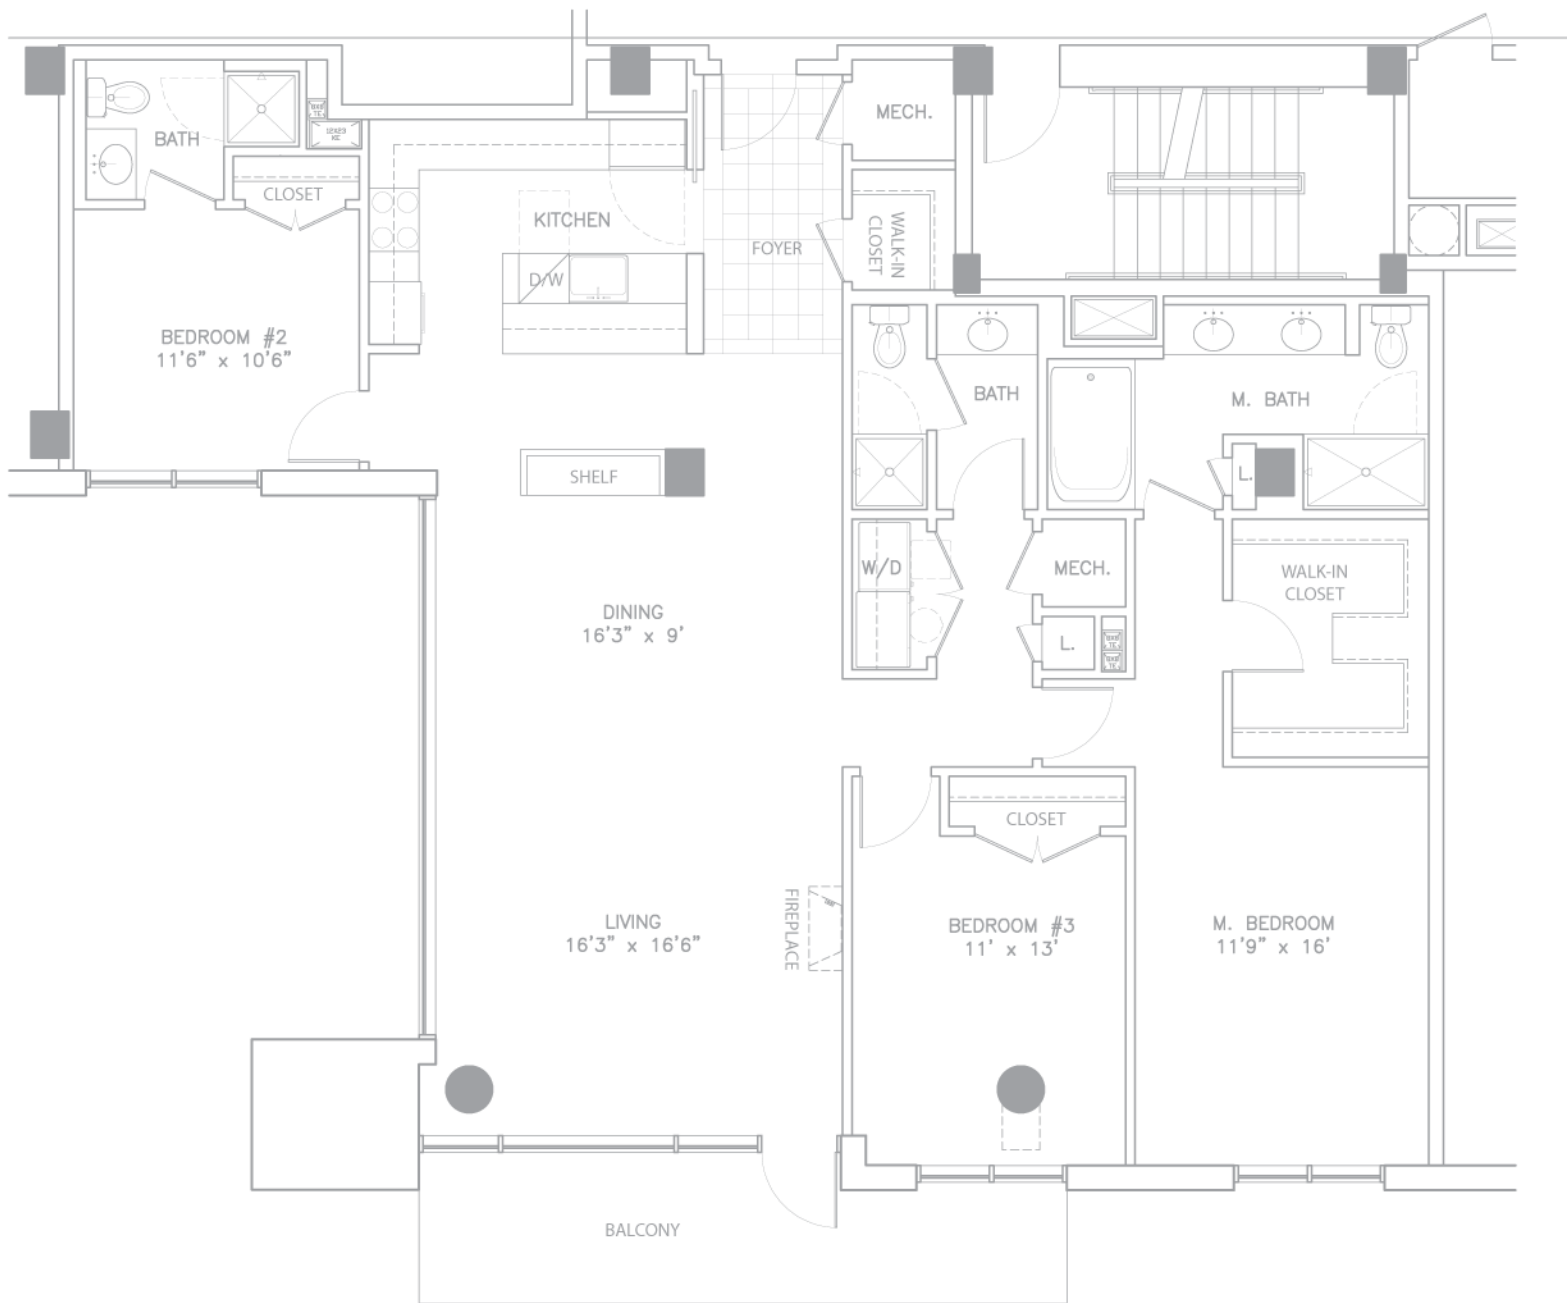 MECH.
BATH
12X23
KE
CLOSET
WALK-IN
CLOSET
KITCHEN
FOYER
D/W
BEDROOM #2
11'6" x 10'6"
BATH
M. BATH
SHELF
L.
W/D
MECH.
WALK-IN
CLOSET
DINING
16'3" x 9'
L.
CLOSET
FIREPLACE
LIVING
16'3" x 16'6"
BEDROOM #3
11' x 13'
M. BEDROOM
11'9" x 16'
BALCONY